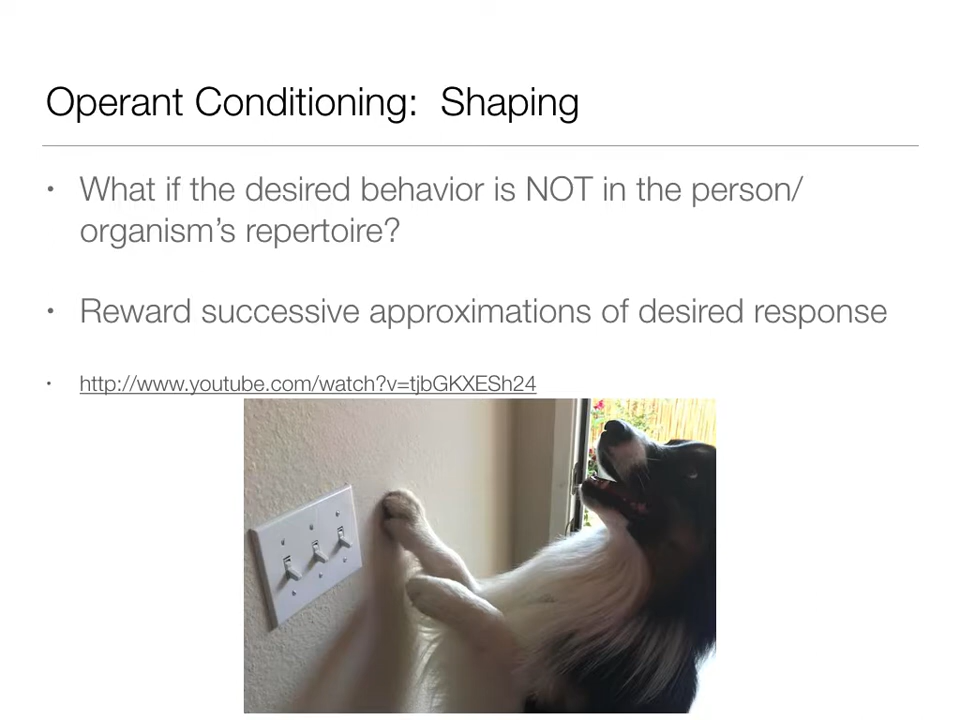 Operant Conditioning:  Shaping
• What if the desired behavior is NOT in the person/
organism’s repertoire?
• Reward successive approximations of desired response
• http://www.youtube.com/watch?v=tjbGKXESh24